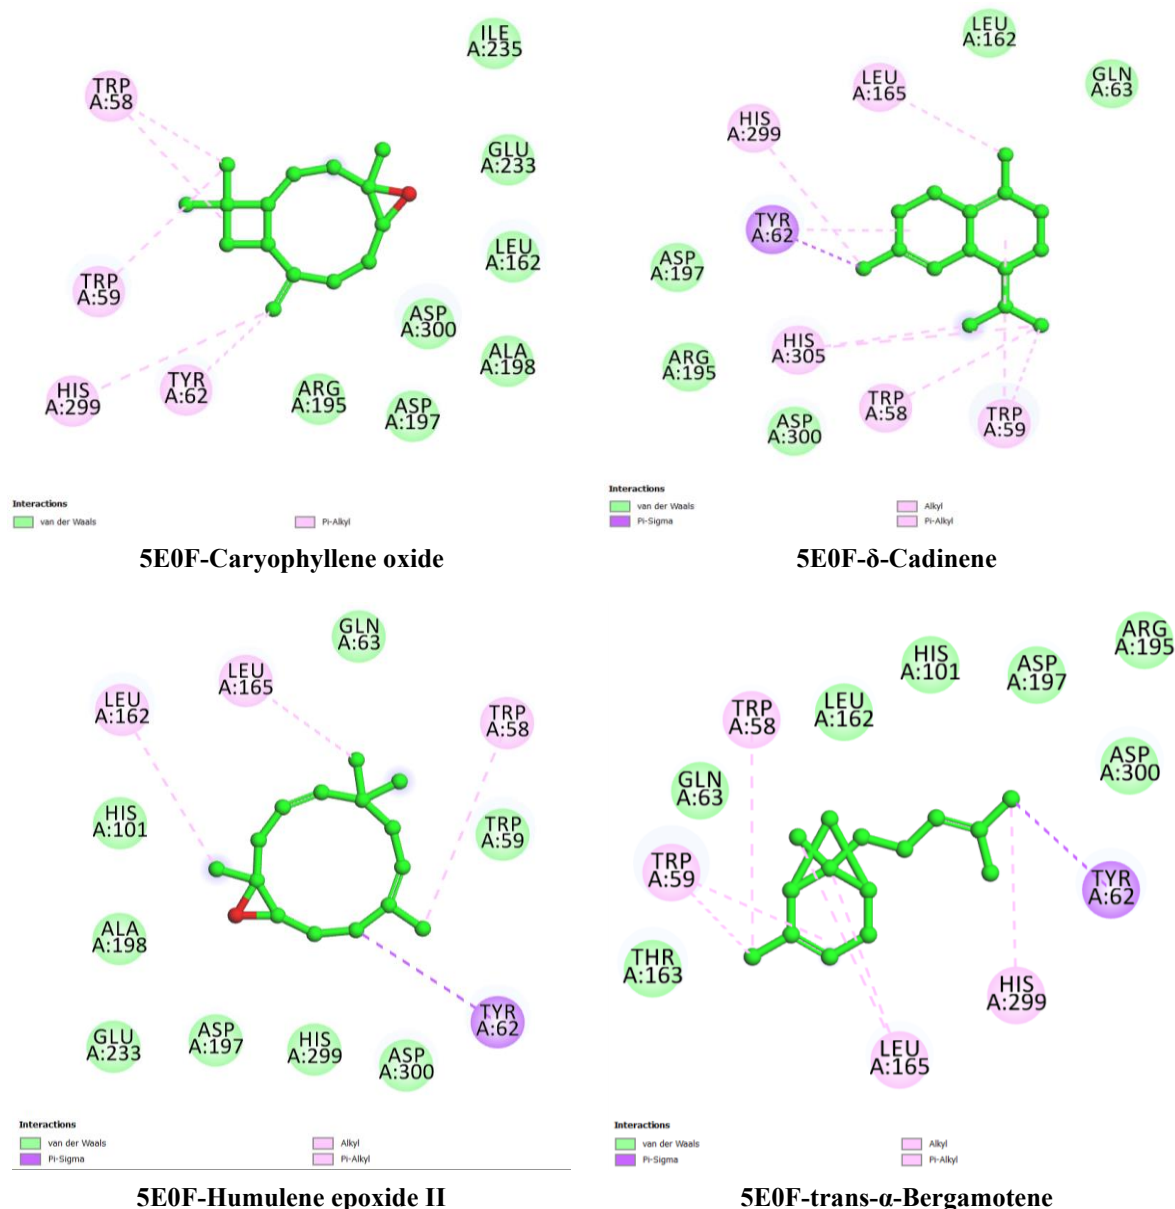 ILE
A:235
TRP
A:58
GLU
A:233
LEU
A:162
TRP
A:59
ASP
A:300
ALA
A:198
HIS
A:299
TYR
A:62
ARG
A:195
ASP
A:197
Interactions
van der Waals
Pi-Alkyl
5E0F-Caryophyllene oxide
LEU
A:162
LEU
A:165
GLN
A:63
HIS
A:299
TYR
A:62
ASP
A:197
ARG
A:195
HIS
A:305
ASP
A:300
TRP
A:58
TRP
A:59
Interactions
van der Waals
Pi-Sigma
Alkyl
Pi-Alkyl
5E0F-δ-Cadinene
GLN
A:63
LEU
A:165
LEU
A:162
TRP
A:58
HIS
A:101
TRP
A:59
ALA
A:198
TYR
A:62
GLU
A:233
ASP
A:197
HIS
A:299
ASP
A:300
Interactions
van der Waals
Pi-Sigma
Alkyl
Pi-Alkyl
5E0F-Humulene epoxide II
ARG
A:195
HIS
A:101
ASP
A:197
TRP
A:58
LEU
A:162
ASP
A:300
GLN
A:63
TRP
A:59
TYR
A:62
THR
A:163
HIS
A:299
LEU
A:165
Interactions
van der Waals
Pi-Sigma
Alkyl
Pi-Alkyl
5E0F-trans-α-Bergamotene